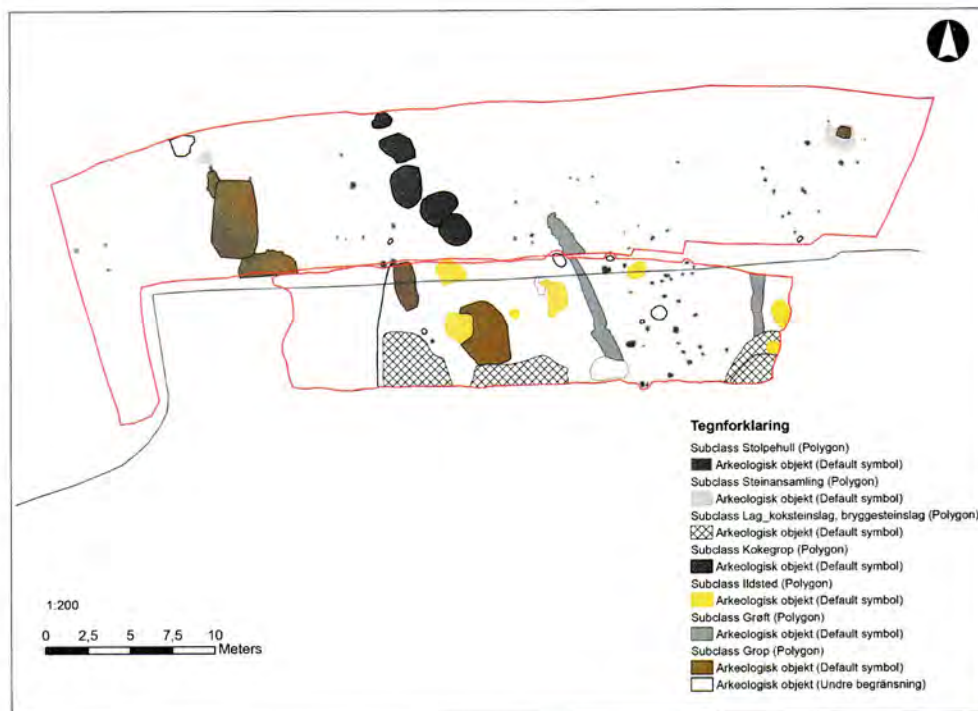 Tegnforklaring
Subclass Stolpehull (Polygon)
Arkeologisk objekt (Default symbol)
Subclass Steinansamling (Polygon)
Arkeologisk objekt (Default symbol)
Subclass Lag_koksteinslag, bryggesteinslag (Polygon)
Arkeologisk objekt (Default symbol)
Subclass Kokegrop (Polygon)
Arkeologisk objekt (Default symbol)
Subclass Ildsted (Polygon)
Arkeologisk objekt (Default symbol)
Subclass Grøft (Polygon)
Arkeologisk objekt (Default symbol)
Subclass Grop (Polygon)
Arkeologisk objekt (Default symbol)
Arkeologisk objekt (Undre begränsning)
1:200
0 2,5 5 7,5 10
Meters